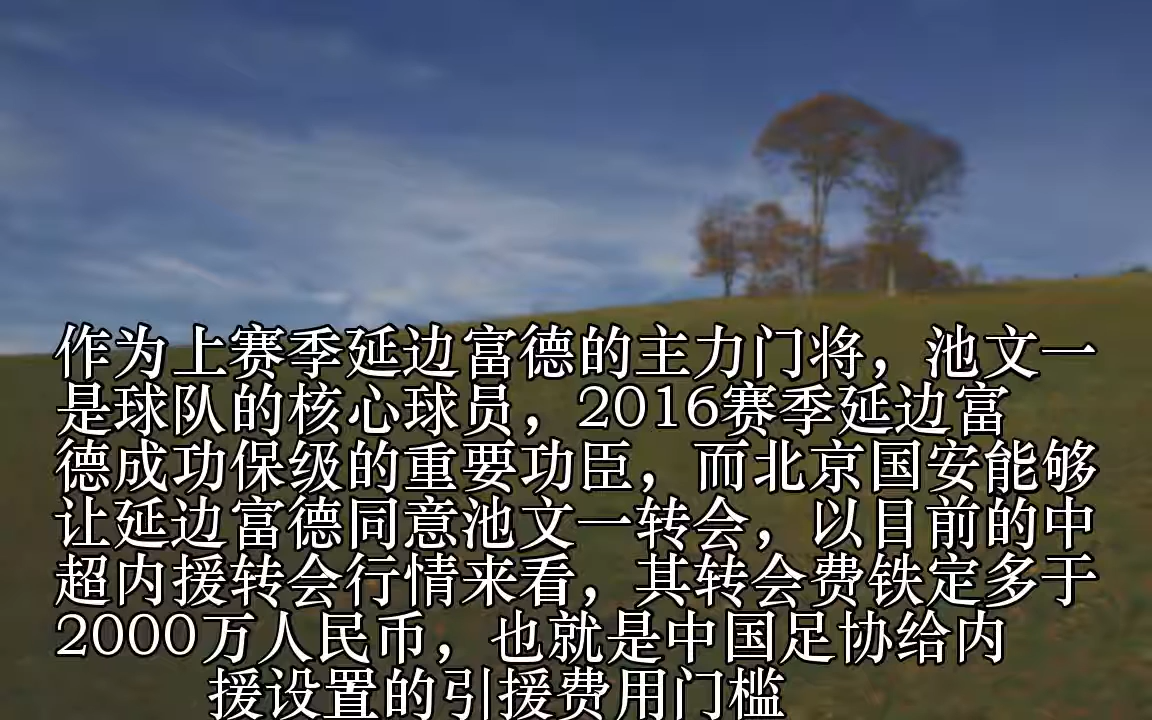 作为上赛季延边富德的主力门将，池文一
是球队的核心球员，2016赛季延边富
德成功保级的重要功臣，而北京国安能够
让延边富德同意池文一转会，以目前的中
超内援转会行情来看，其转会费铁定多于
2000万人民币，也就是中国足协给内
援设置的引援费用门槛